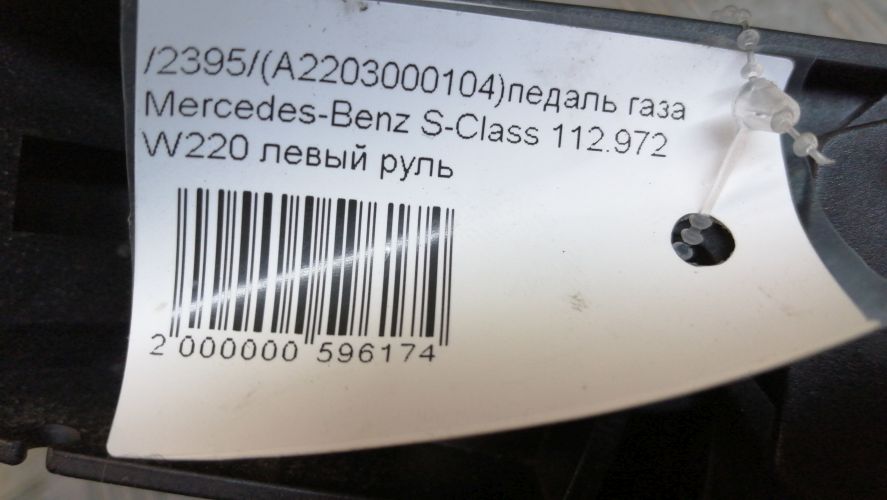 /2395/(A2203000104)педаль газа
Mercedes-Benz S-Class 112.972
W220 левый руль
2 000000 596174